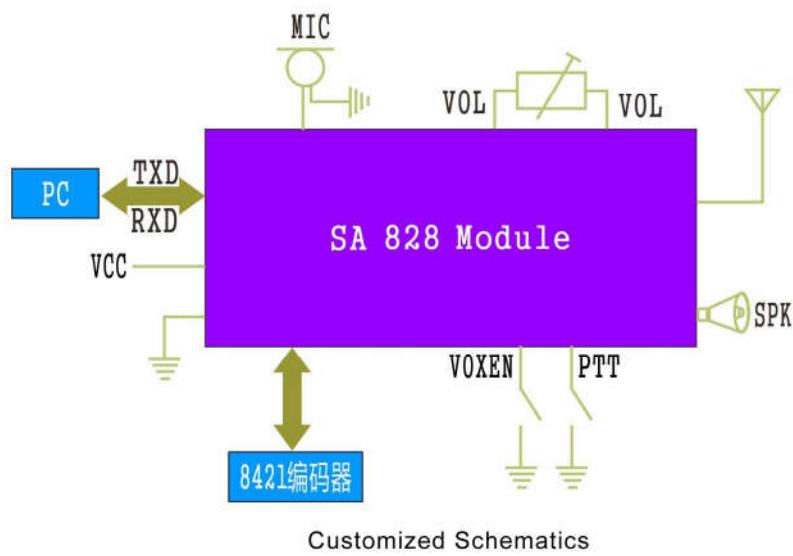 MIC
VOL
VOL
TXD
PC
RXD
SA 828 Module
VCC
SPK
VOXEN
PTT
8421编码器
Customized Schematics